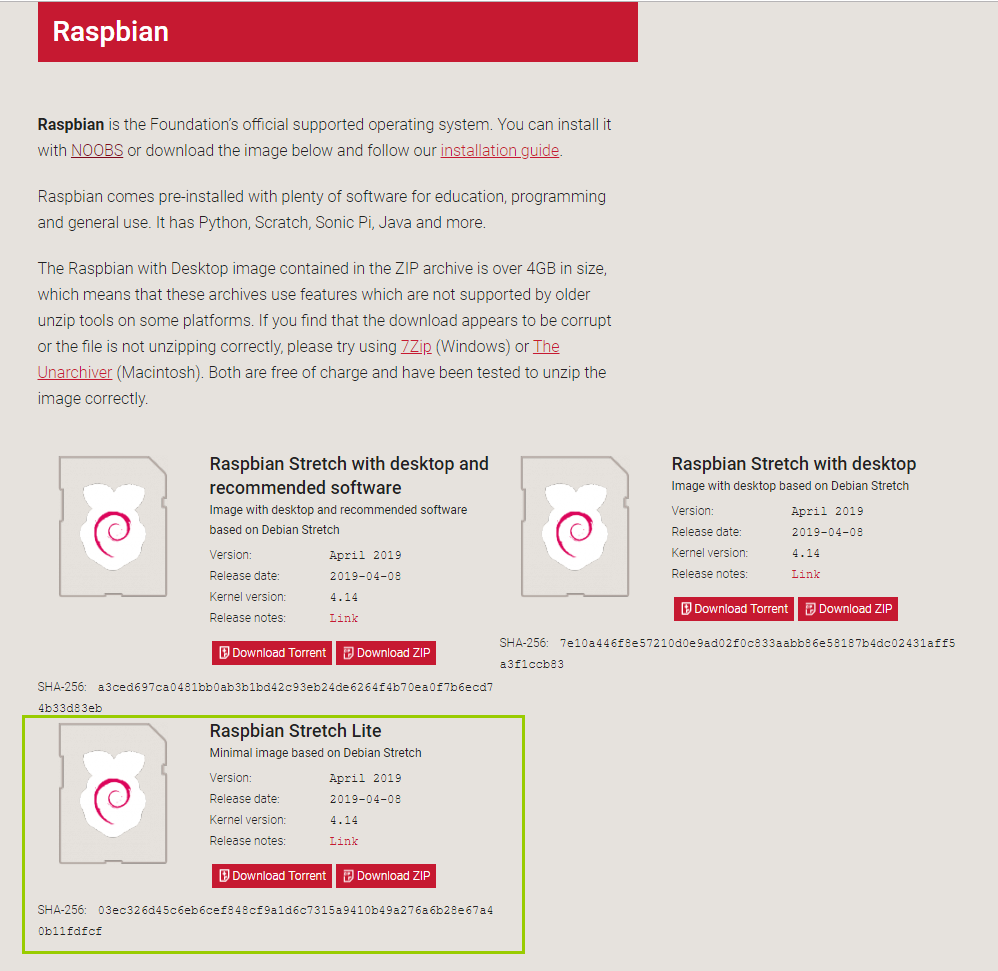 Raspbian
Raspbian is the Foundation's official supported operating system. You can install it
with NOOBS or download the image below and follow our installation guide.
Raspbian comes pre-installed with plenty of software for education, programming
and general use. It has Python, Scratch, Sonic Pi, Java and more.
The Raspbian with Desktop image contained in the ZIP archive is over 4GB in size,
which means that these archives use features which are not supported by older
unzip tools on some platforms. If you find that the download appears to be corrupt
or the file is not unzipping correctly, please try using 7Zip (Windows) or The
Unarchiver (Macintosh). Both are free of charge and have been tested to unzip the
image correctly.
Raspbian Stretch with desktop and
recommended software
Image with desktop and recommended software
based on Debian Stretch
Version: April 2019
Release date: 2019-04-08
Kernel version: 4.14
Release notes: Link
Download Torrent Download ZIP
SHA-256: a3ced697ca0481bb0ab3b1bd42c93eb24de6264f4b70ea0f7b6ecd7
4b33d83eb
Raspbian Stretch with desktop
Image with desktop based on Debian Stretch
Version: April 2019
Release date: 2019-04-08
Kernel version: 4.14
Release notes: Link
Download Torrent Download ZIP
SHA-256: 7e10a446f8e57210d0e9ad02f0c833aabb86e58187b4dc02431aff5
a3f1ccb83
Raspbian Stretch Lite
Minimal image based on Debian Stretch
Version: April 2019
Release date: 2019-04-08
Kernel version: 4.14
Release notes: Link
Download Torrent Download ZIP
SHA-256: 03ec326d45c6eb6cef848cf9a1d6c7315a9410b49a276a6b28e67a4
0b11fdfcf